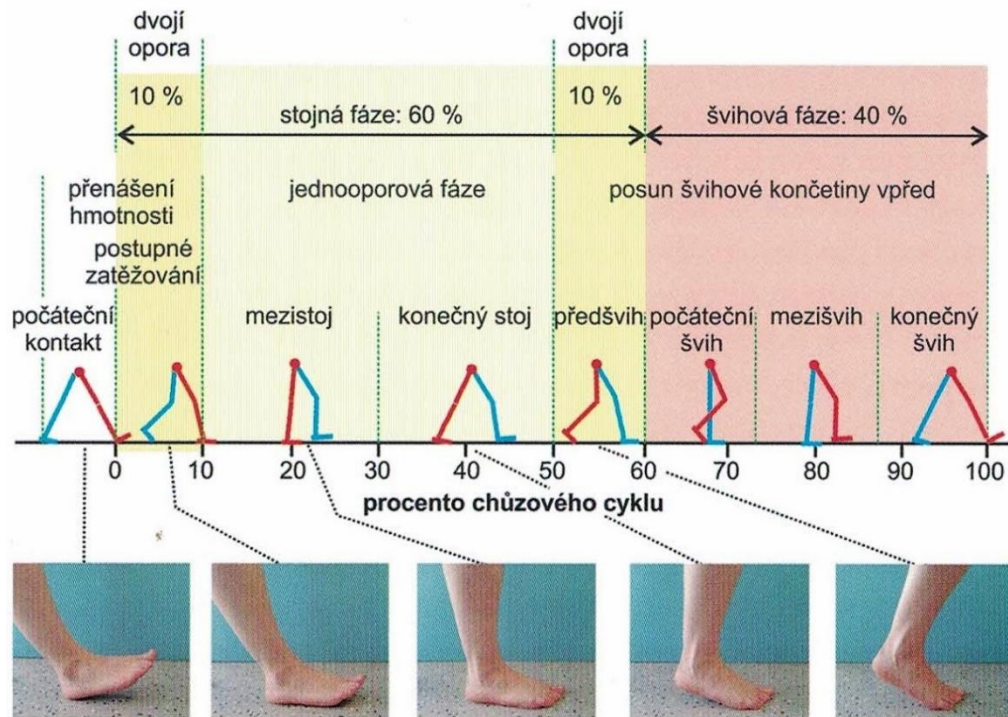 dvojí
opora
dvojí
opora
10 %
10 %
stojná fáze: 60 %
švihová fáze: 40 %
přenášení
hmotnosti
jednooporová fáze
posun švihové končetiny vpřed
postupné
zatěžování
počáteční
kontakt
mezistoj
konečný stoj
předšvih
počáteční
švih
mezišvih
konečný
švih
0 10 20 30 40 50 60 70 80 90 100
procento chůzového cyklu